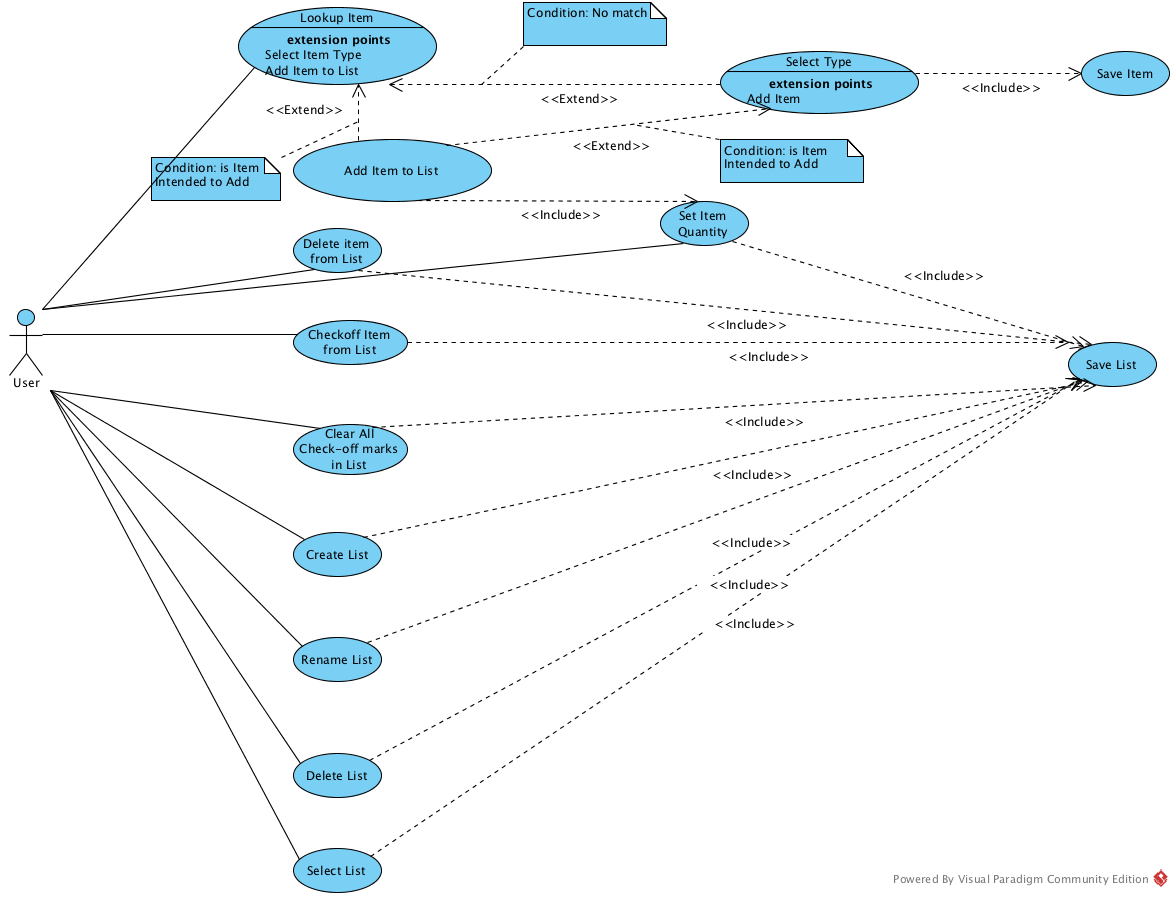 Lookup Item
extension points
Select Item Type
Add Item to List
Condition: No match
Select Type
extension points
Add Item
Save Item
<<Include>>
<<Extend>>
<<Extend>>
<<Extend>>
Condition: is Item
Intended to Add
Condition: is Item
Intended to Add
Add Item to List
<<Include>>
Set Item
Quantity
Delete item
from List
<<Include>>
<<Include>>
Checkoff Item
from List
<<Include>>
Save List
User
<<Include>>
Clear All
Check-off marks
in List
<<Include>>
<<Include>>
Create List
<<Include>>
<<Include>>
Rename List
Delete List
Select List
Powered By Visual Paradigm Community Edition